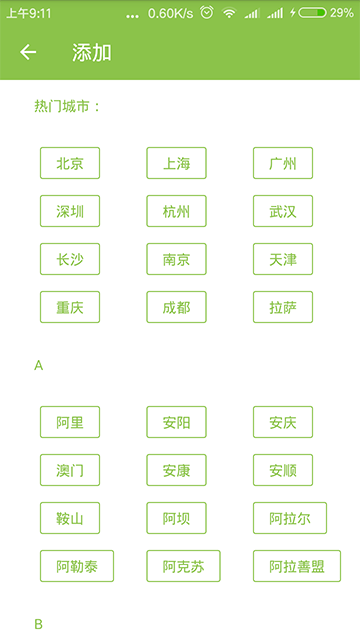 上午9:11 ... 0.60K/s 29%
添加
热门城市：
北京 上海 广州
深圳 杭州 武汉
长沙 南京 天津
重庆 成都 拉萨
A
阿里 安阳 安庆
澳门 安康 安顺
鞍山 阿坝 阿拉尔
阿勒泰 阿克苏 阿拉善盟
B